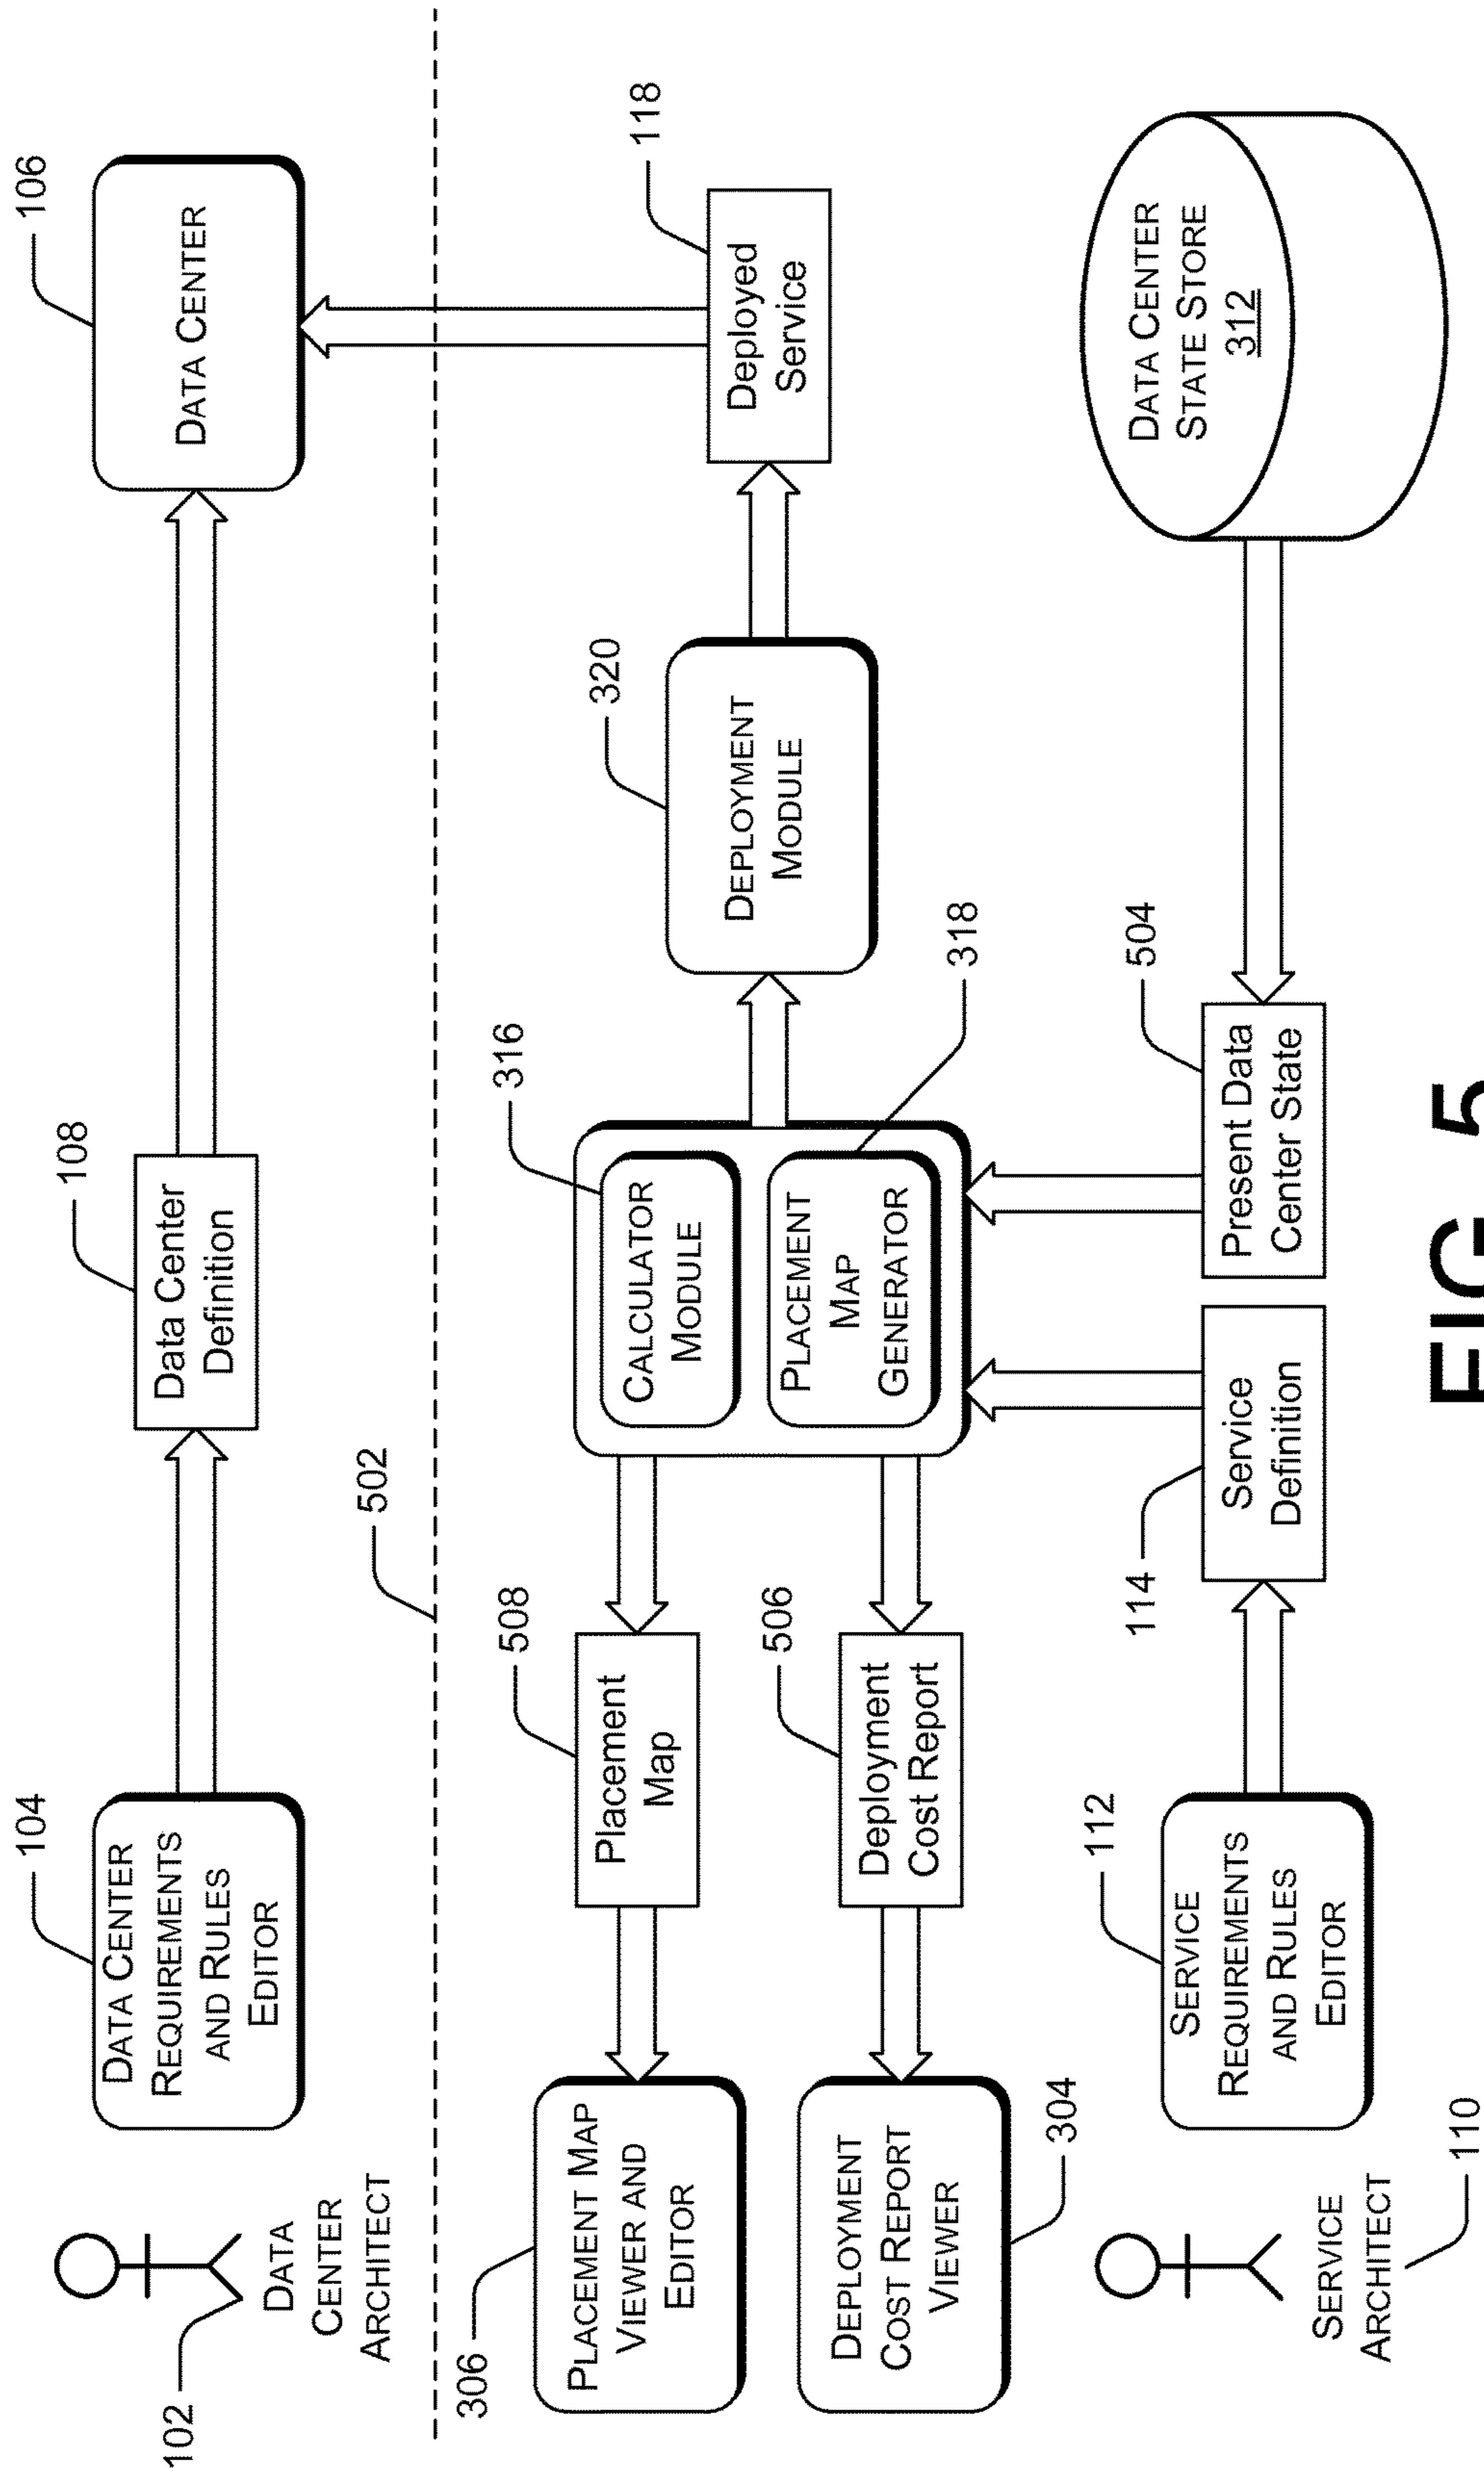 102
DATA
CENTER
ARCHITECT
104
DATA CENTER
REQUIREMENTS
AND RULES
EDITOR
108
Data Center
Definition
106
DATA CENTER
502
306
PLACEMENT MAP
VIEWER AND
EDITOR
508
Placement
Map
316
CALCULATOR
MODULE
318
PLACEMENT
MAP
GENERATOR
320
DEPLOYMENT
MODULE
118
Deployed
Service
304
DEPLOYMENT
COST REPORT
VIEWER
506
Deployment
Cost Report
110
SERVICE
ARCHITECT
112
SERVICE
REQUIREMENTS
AND RULES
EDITOR
114
Service
Definition
504
Present Data
Center State
DATA CENTER
STATE STORE
312
FIG. 5